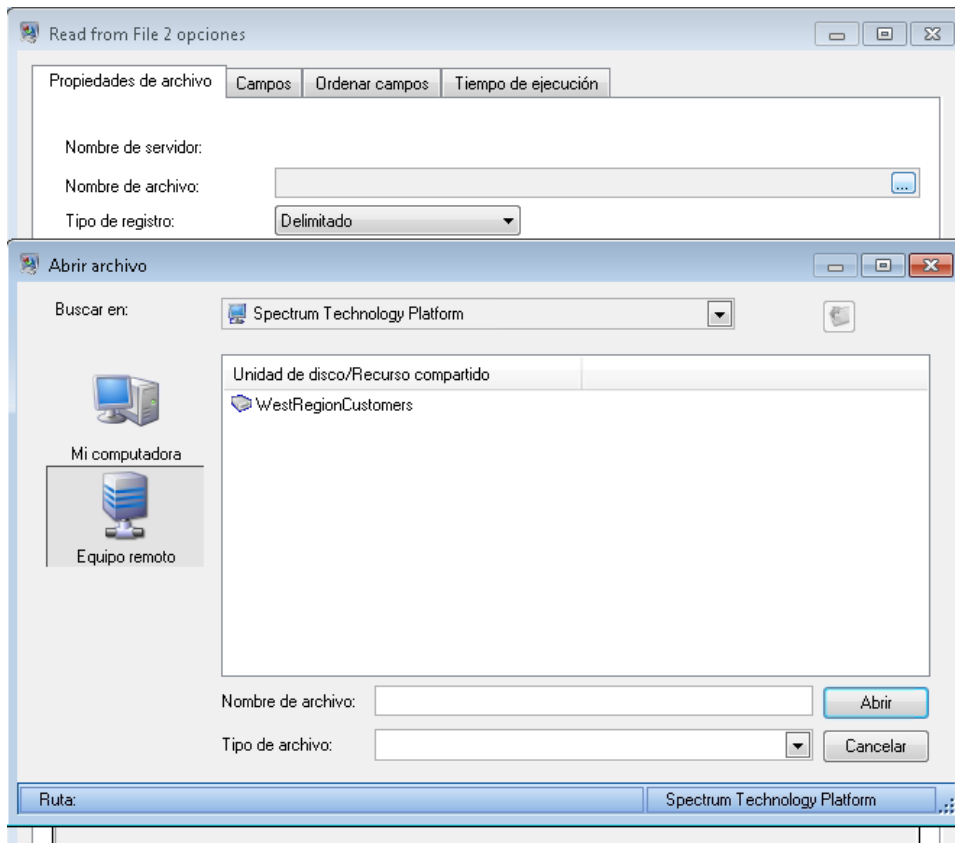 Read from File 2 opciones
Propiedades de archivo Campos Ordenar campos Tiempo de ejecución
Nombre de servidor:
Nombre de archivo: ...
Tipo de registro: Delimitado
Abrir archivo
Buscar en: Spectrum Technology Platform
Unidad de disco/Recurso compartido
WestRegionCustomers
Mi computadora
Equipo remoto
Nombre de archivo: Abrir
Tipo de archivo: Cancelar
Ruta: Spectrum Technology Platform